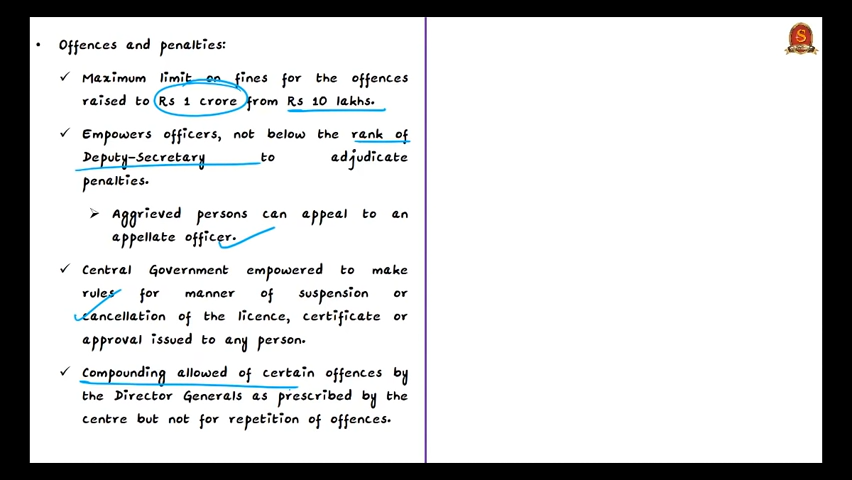 • Offences and penalties:
✓ Maximum limit on fines for the offences
raised to Rs 1 crore from Rs 10 lakhs.
✓ Empowers officers, not below the rank of
Deputy-Secretary to adjudicate
penalties.
➢ Aggrieved persons can appeal to an
appellate officer.
✓ Central Government empowered to make
rules for manner of suspension or
cancellation of the licence, certificate or
approval issued to any person.
✓ Compounding allowed of certain offences by
the Director Generals as prescribed by the
centre but not for repetition of offences.
S